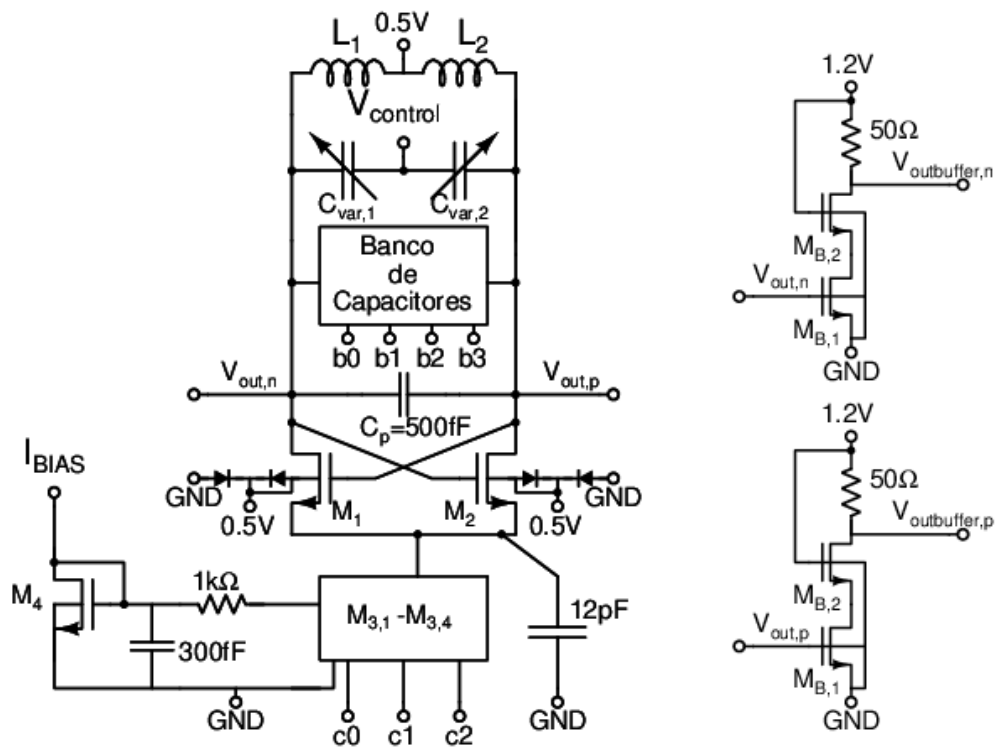 0.5V
L1 L2
Vcontrol
Cvar,1 Cvar,2
Banco
de
Capacitores
b0 b1 b2 b3
Vout,n Vout,p
Cp=500fF
IBIAS
GND GND
0.5V M1 M2 0.5V
M4 1kΩ
M3,1 -M3,4 12pF
300fF
GND GND
c0 c1 c2
1.2V
50Ω
Voutbuffer,n
MB,2
Vout,n
MB,1
GND
1.2V
50Ω
Voutbuffer,p
MB,2
Vout,p
MB,1
GND